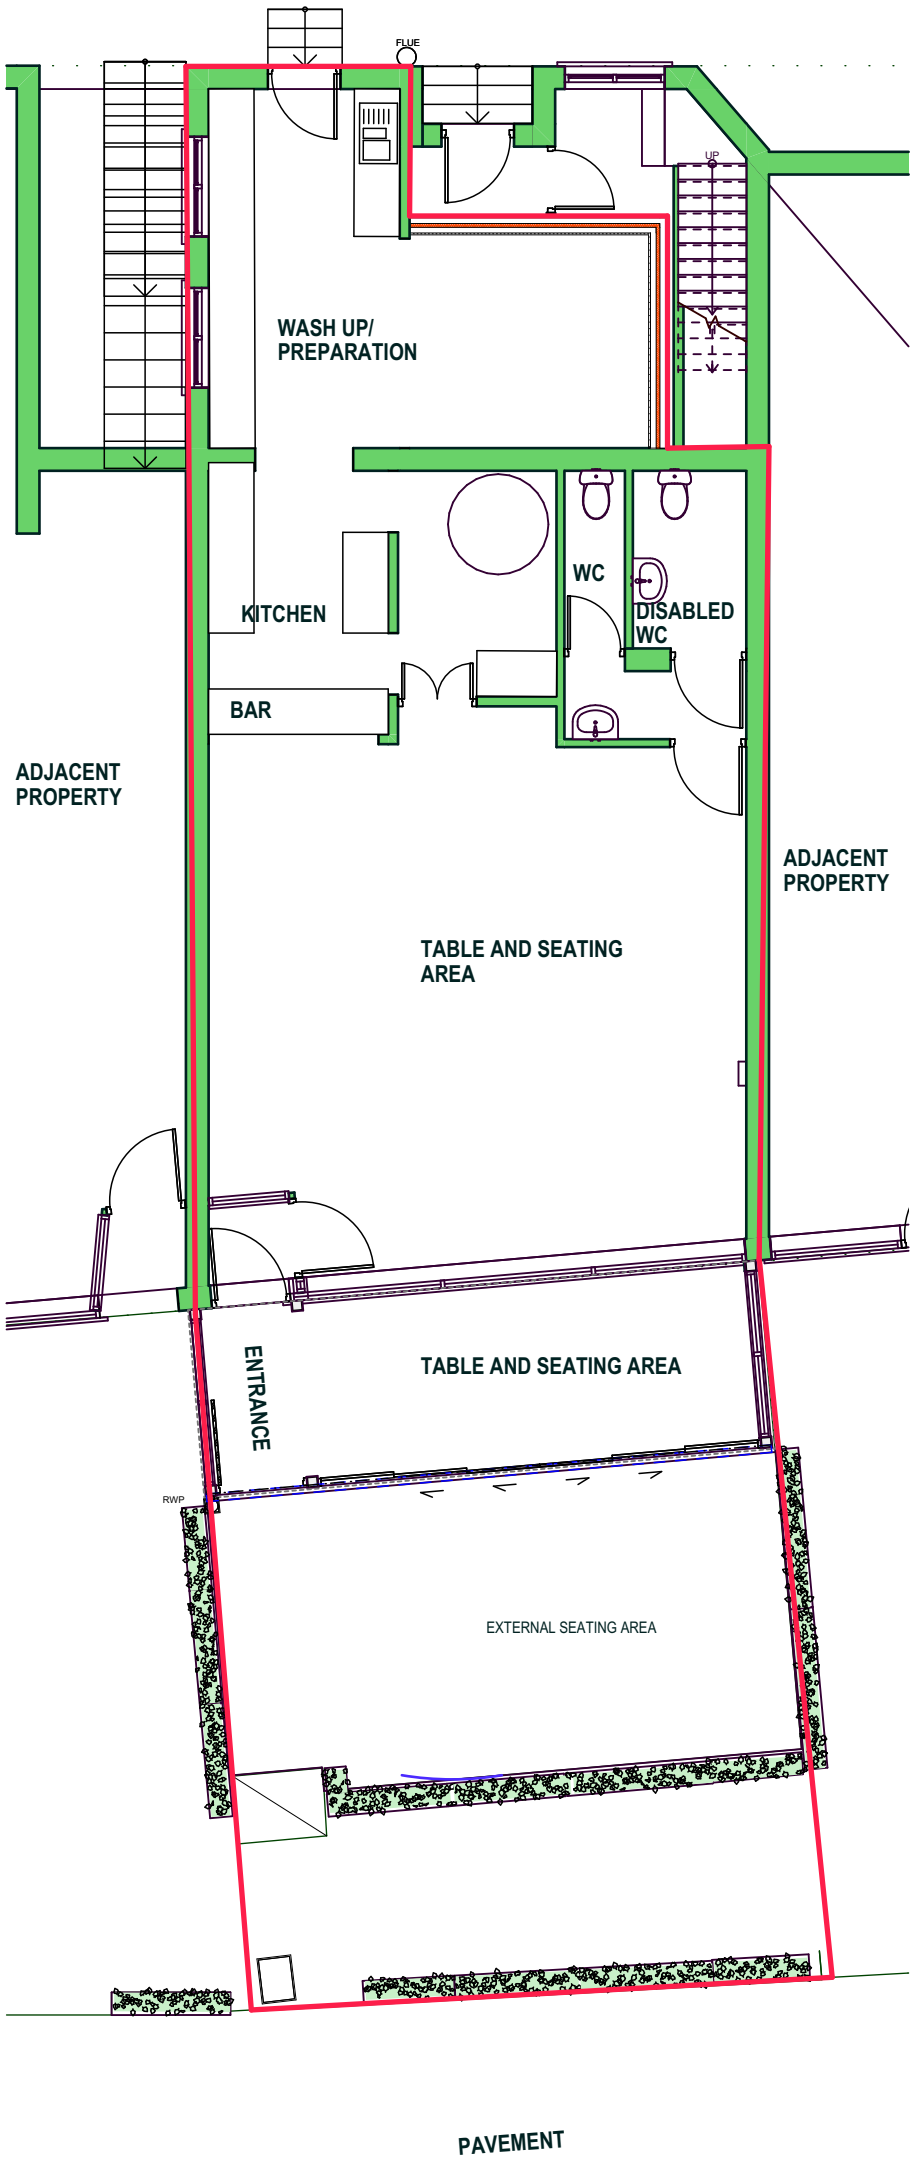 FLUE
UP
WASH UP/
PREPARATION
WC
KITCHEN
DISABLED
WC
BAR
ADJACENT
PROPERTY
ADJACENT
PROPERTY
TABLE AND SEATING
AREA
ENTRANCE
TABLE AND SEATING AREA
RWP
EXTERNAL SEATING AREA
PAVEMENT